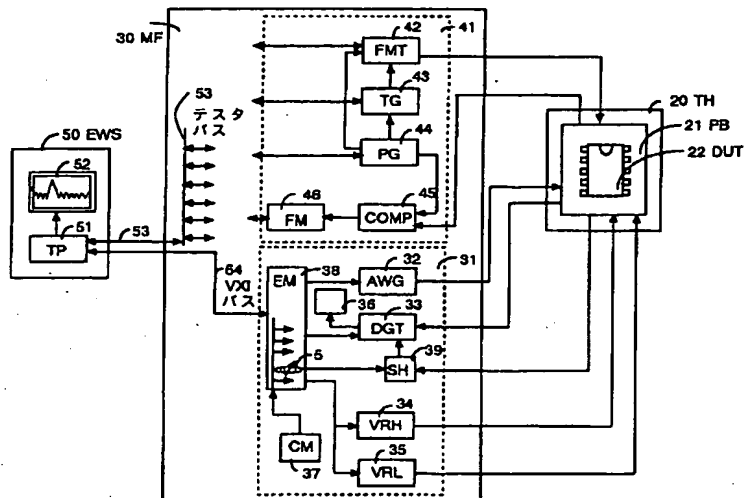 30 MF
42
FMT
41
43
TG
53
テスタ
バス
44
PG
20 TH
21 PB
22 DUT
50 EWS
52
51
TP
53
46
FM
45
COMP
54
VXI
バス
EM
38
32
AWG
31
36
33
DGT
5
39
SH
34
VRH
CM
37
35
VRL